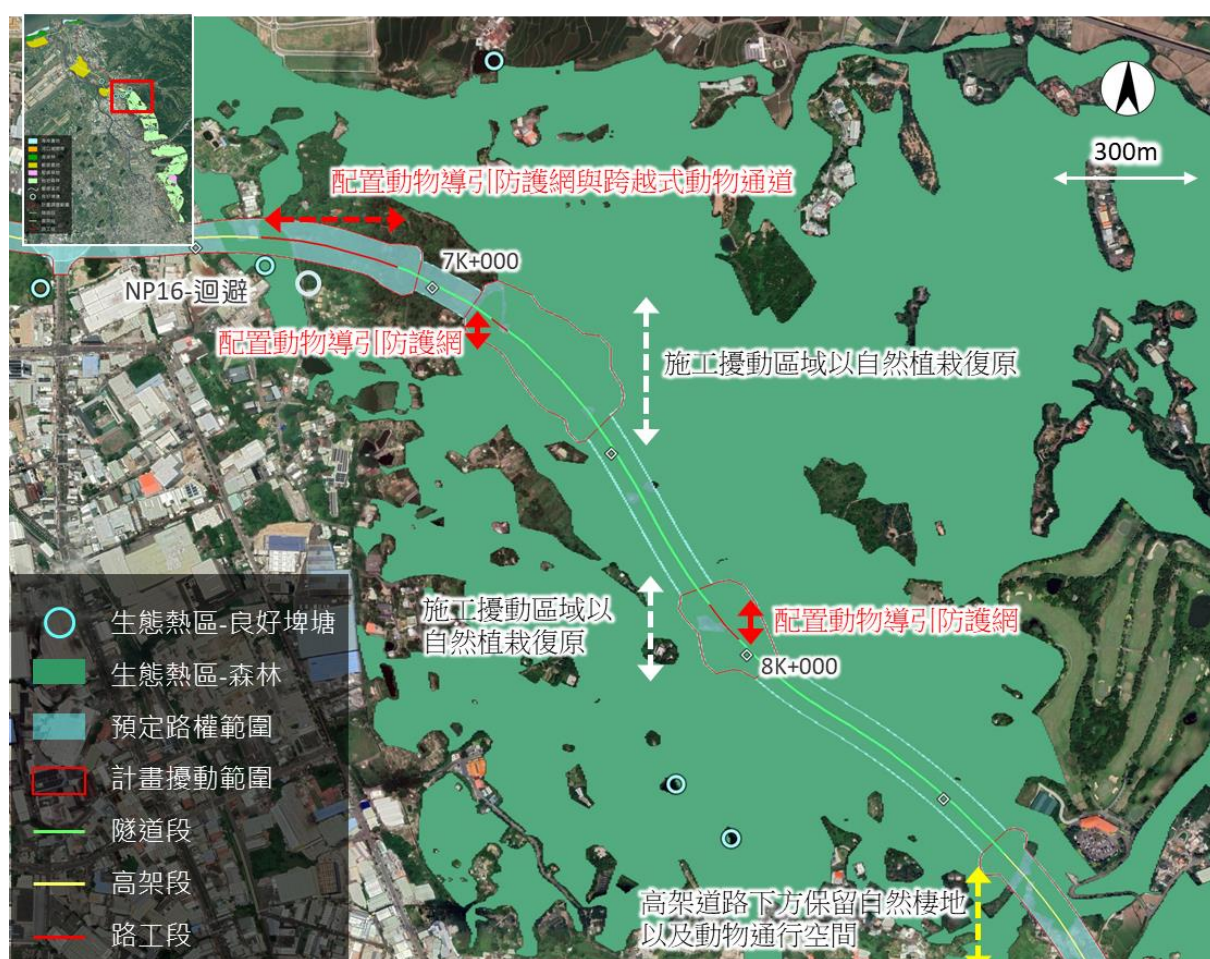 300m
配置動物導引防護網與跨越式動物通道
7K+000
NP16-迴避
配置動物導引防護網
施工擾動區域以自然植栽復原
施工擾動區域以
自然植栽復原
配置動物導引防護網
8K+000
高架道路下方保留自然棲地
以及動物通行空間
生態熱區-良好埤塘
生態熱區-森林
預定路權範圍
計畫擾動範圍
隧道段
高架段
路工段